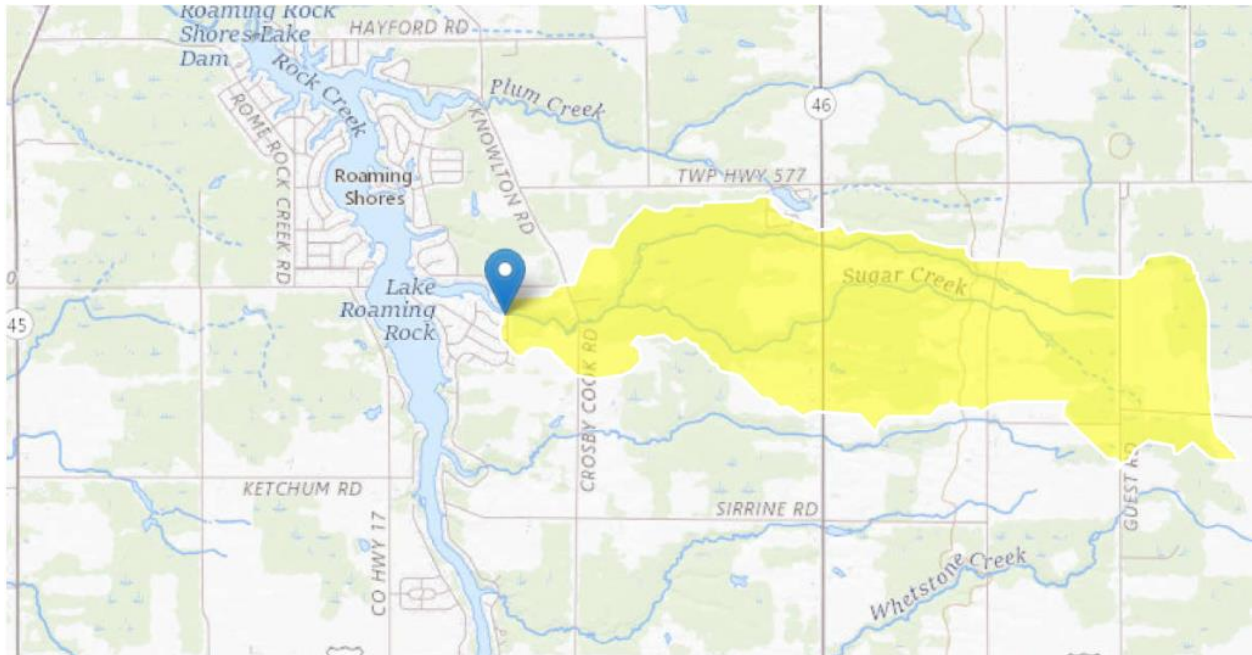 Roaming Rock
Shores Lake
Dam
HAYFORD RD
Rock Creek
Plum Creek
46
ROME-ROCK CREEK RD
KNOWLTON RD
Roaming
Shores
TWP HWY 577
Sugar Creek
Lake
Roaming
Rock
0
45
CROSBY COOK RD
KETCHUM RD
CO HWY 17
SIRRINE RD
GUEST RD
Whetstone Creek